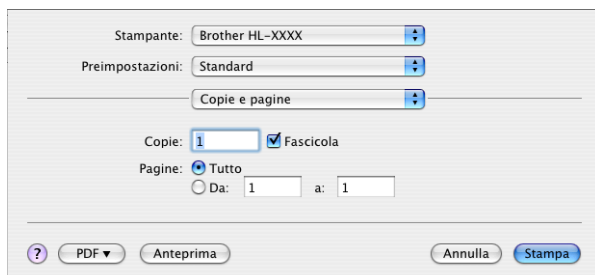 Stampante: Brother HL-XXXX
Preimpostazioni: Standard
Copie e pagine
Copie: 1 Fascicola
Pagine: Tutto
Da: 1 a: 1
? PDF▼ Anteprima Annulla Stampa